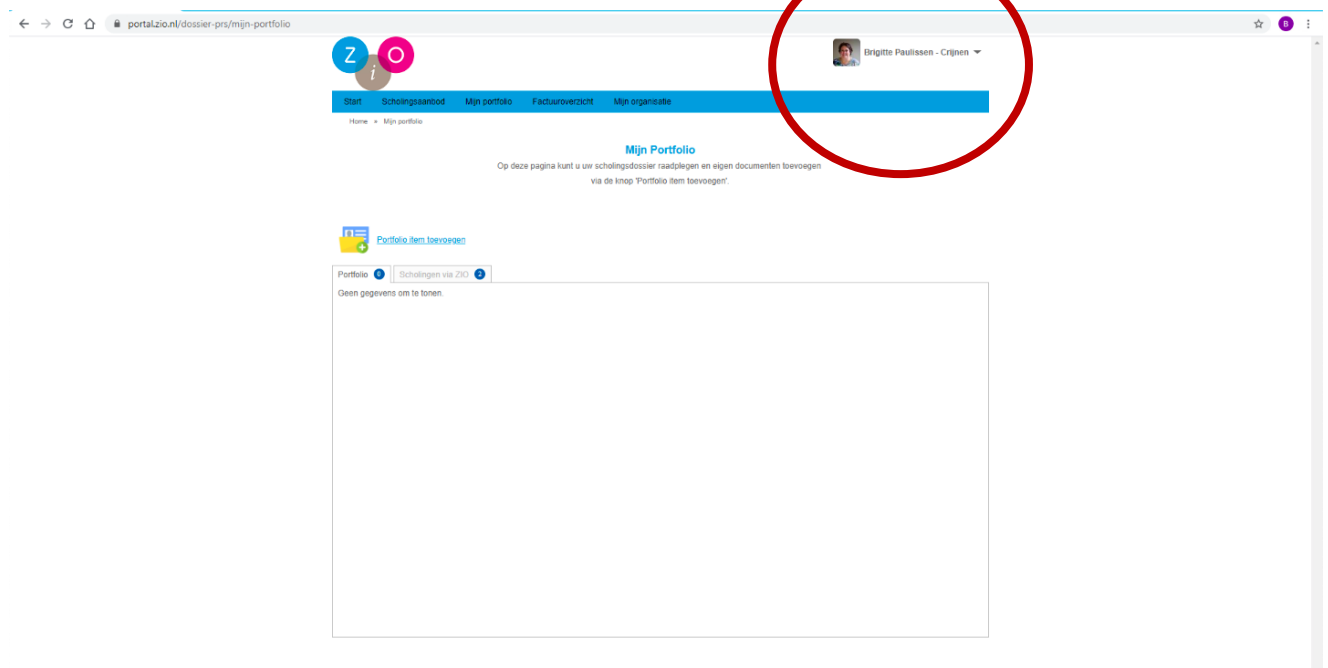 portal.zio.nl/dossier-prs/mijn-portfolio
B
Z i O
Brigitte Paulissen - Crijnen
Start Scholingsaanbod Mijn portfolio Factuuroverzicht Mijn organisatie
Home » Mijn portfolio
Mijn Portfolio
Op deze pagina kunt u uw scholingsdossier raadplegen en eigen documenten toevoegen
via de knop 'Portfolio item toevoegen'.
Portfolio item toevoegen
Portfolio 0 Scholingen via ZIO 2
Geen gegevens om te tonen.